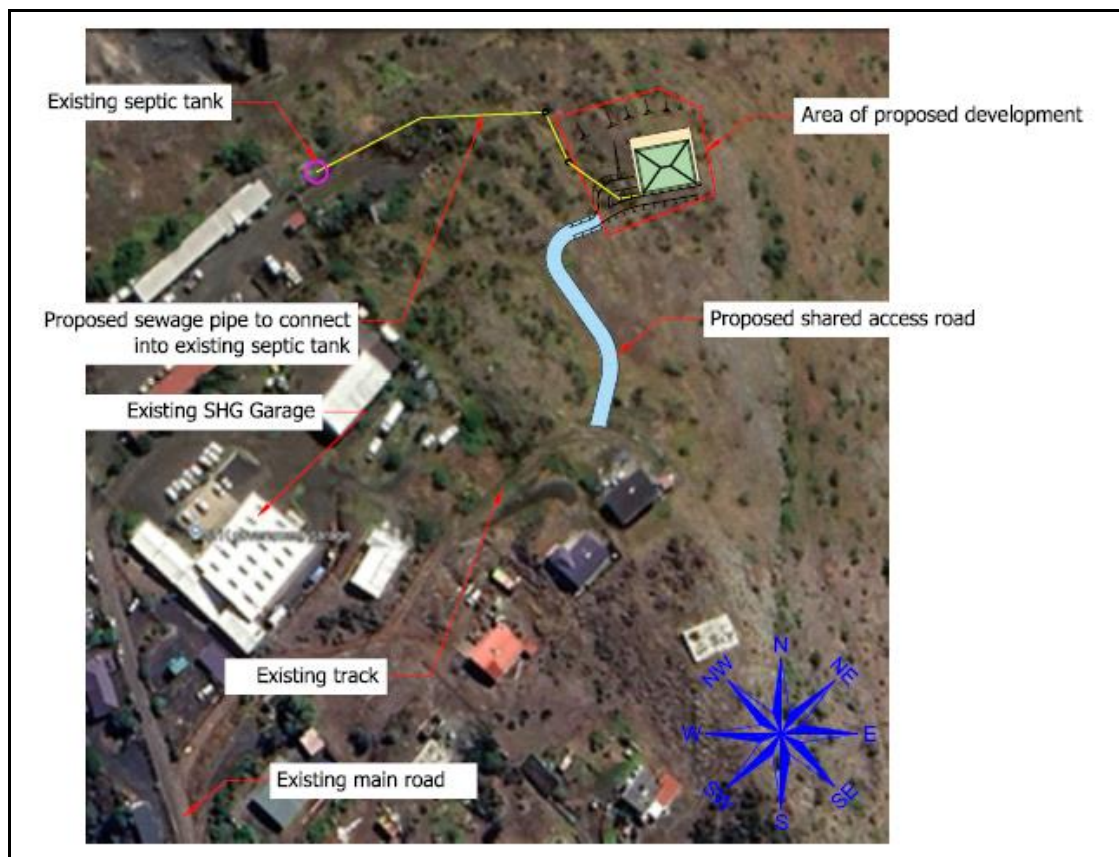 Existing septic tank
Area of proposed development
Proposed sewage pipe to connect
into existing septic tank
Proposed shared access road
Existing SHG Garage
Existing track
Existing main road
N
NE
E
SE
S
SW
W
NW